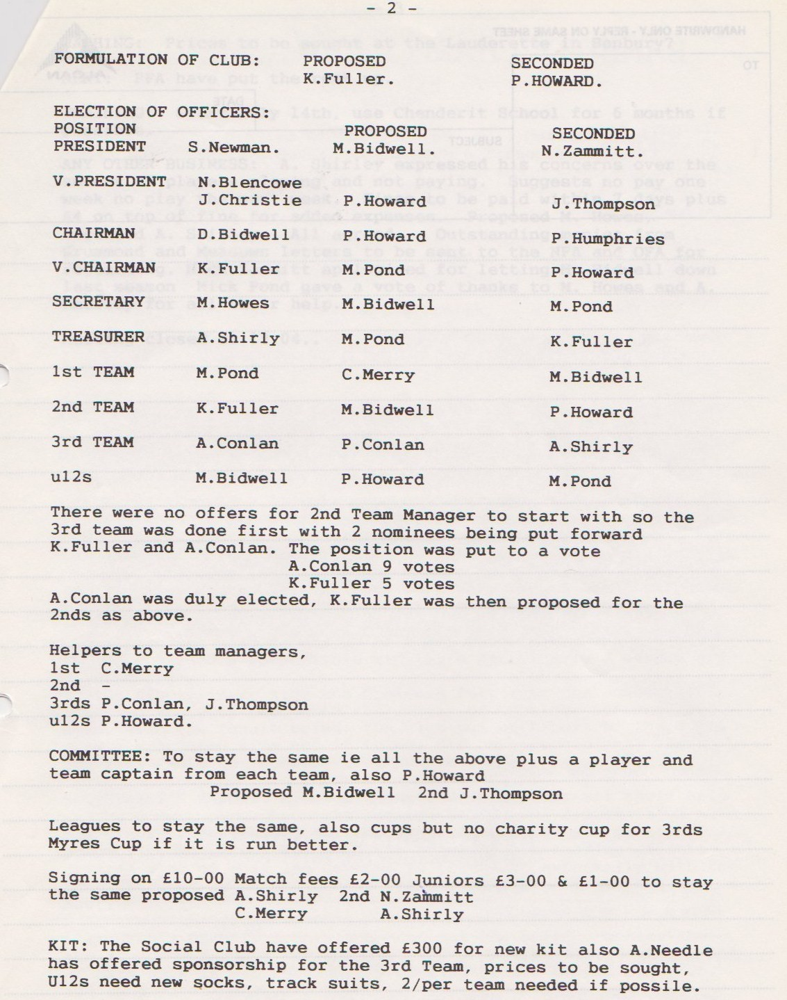 - 2 -
FORMULATION OF CLUB: PROPOSED SECONDED
K.Fuller. P.HOWARD.
ELECTION OF OFFICERS:
POSITION PROPOSED SECONDED
PRESIDENT S.Newman. M.Bidwell. N.Zammitt.
V.PRESIDENT N.Blencowe
J.Christie P.Howard J.Thompson
CHAIRMAN D.Bidwell P.Howard P.Humphries
V.CHAIRMAN K.Fuller M.Pond P.Howard
SECRETARY M.Howes M.Bidwell M.Pond
TREASURER A.Shirly M.Pond K.Fuller
1st TEAM M.Pond C.Merry M.Bidwell
2nd TEAM K.Fuller M.Bidwell P.Howard
3rd TEAM A.Conlan P.Conlan A.Shirly
u12s M.Bidwell P.Howard M.Pond
There were no offers for 2nd Team Manager to start with so the
3rd team was done first with 2 nominees being put forward
K.Fuller and A.Conlan. The position was put to a vote
A.Conlan 9 votes
K.Fuller 5 votes
A.Conlan was duly elected, K.Fuller was then proposed for the
2nds as above.
Helpers to team managers,
1st C.Merry
2nd -
3rds P.Conlan, J.Thompson
u12s P.Howard.
COMMITTEE: To stay the same ie all the above plus a player and
team captain from each team, also P.Howard
Proposed M.Bidwell 2nd J.Thompson
Leagues to stay the same, also cups but no charity cup for 3rds
Myres Cup if it is run better.
Signing on £10-00 Match fees £2-00 Juniors £3-00 & £1-00 to stay
the same proposed A.Shirly 2nd N.Zammitt
C.Merry A.Shirly
KIT: The Social Club have offered £300 for new kit also A.Needle
has offered sponsorship for the 3rd Team, prices to be sought,
U12s need new socks, track suits, 2/per team needed if possile.